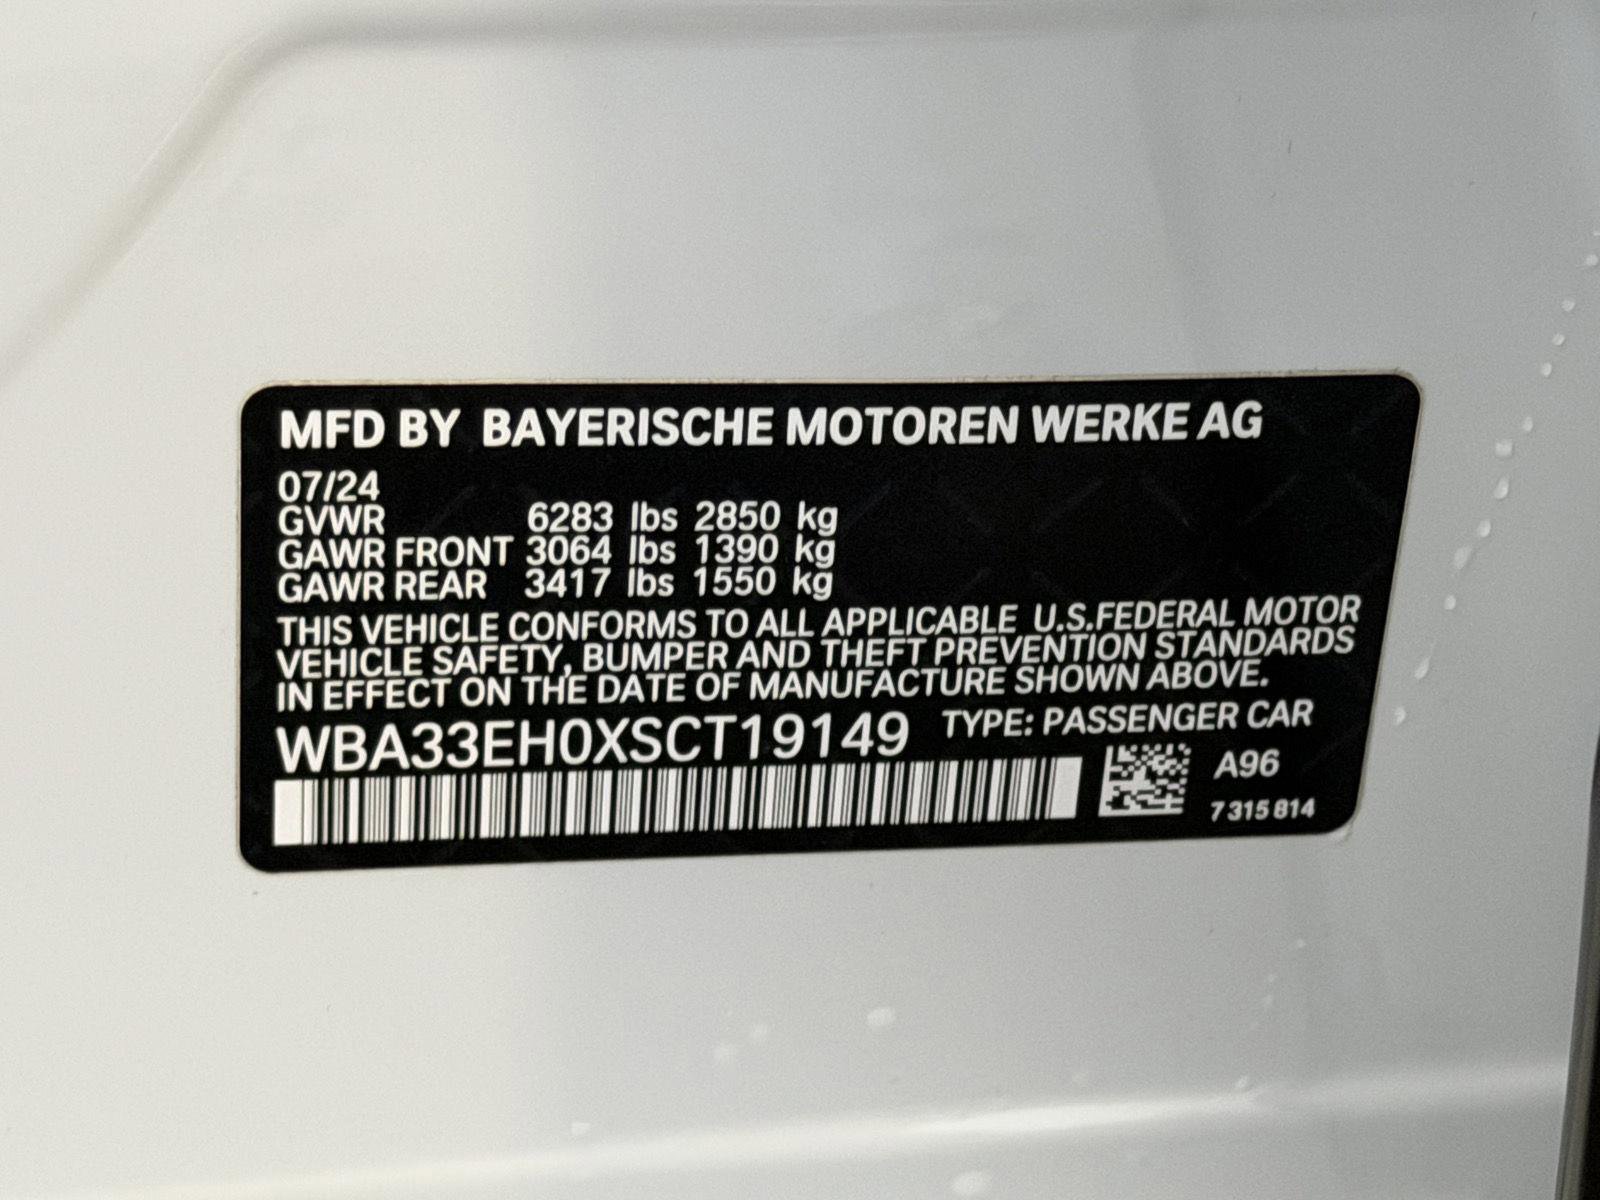 MFD BY BAYERISCHE MOTOREN WERKE AG
07/24
GVWR 6283 lbs 2850 kg
GAWR FRONT 3064 lbs 1390 kg
GAWR REAR 3417 lbs 1550 kg
THIS VEHICLE CONFORMS TO ALL APPLICABLE U.S.FEDERAL MOTOR
VEHICLE SAFETY, BUMPER AND THEFT PREVENTION STANDARDS
IN EFFECT ON THE DATE OF MANUFACTURE SHOWN ABOVE.
WBA33EH0XSCT19149 TYPE: PASSENGER CAR
A96
7 315 814